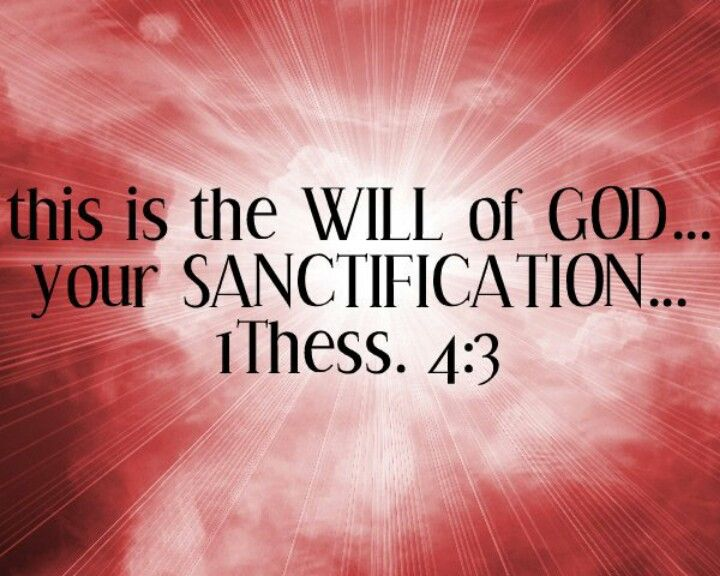 this is the WILL of GOD...
your SANCTIFICATION...
1Thess. 4:3